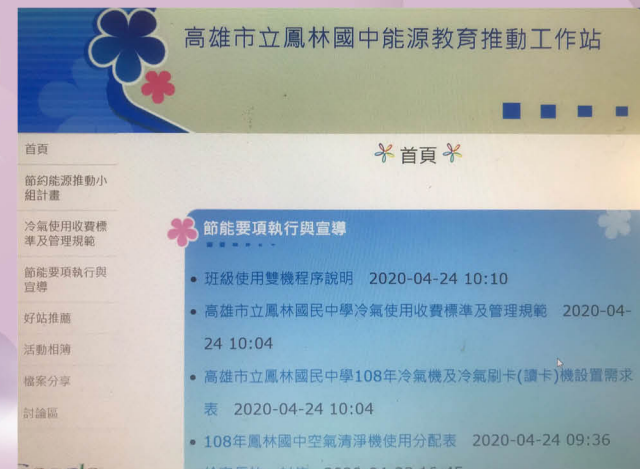 高雄市立鳳林國中能源教育推動工作站
首頁
首頁
節約能源推動小
組計畫
冷氣使用收費標
準及管理規範
節能要項執行與
宣導
好站推薦
活動相簿
檔案分享
討論區
節能要項執行與宣導
班級使用雙機程序說明 2020-04-24 10:10
高雄市立鳳林國民中學冷氣使用收費標準及管理規範 2020-04-
24 10:04
高雄市立鳳林國民中學108年冷氣機及冷氣刷卡(讀卡)機設置需求
表 2020-04-24 10:04
108年鳳林國中空氣清淨機使用分配表 2020-04-24 09:36